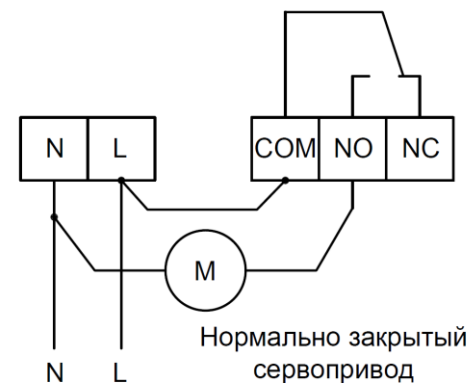 N L COM NO NC
M
Нормально закрытый
сервопривод
N L